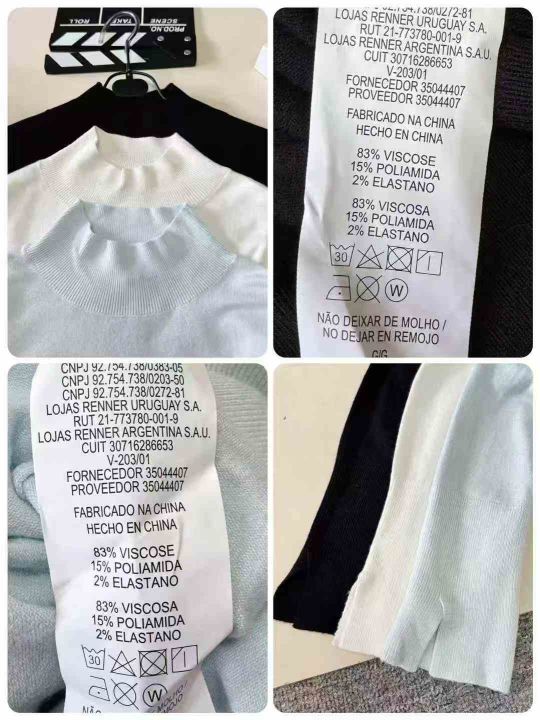 PROD.NO.
SCENE
TAKE
ROLL
LOJAS RENNER URUGUAY S.A.
RUT 21-773780-001-9
LOJAS RENNER ARGENTINA S.A.U.
CUIT 30716286653
V-203/01
FORNECEDOR 35044407
PROVEEDOR 35044407
FABRICADO NA CHINA
HECHO EN CHINA
83% VISCOSE
15% POLIAMIDA
2% ELASTANO
83% VISCOSA
15% POLIAMIDA
2% ELASTANO
30
W
NÃO DEIXAR DE MOLHO /
NO DEJAR EN REMOJO
G/G
CNPJ 92.754.738/0383-05
CNPJ 92.754.738/0203-50
CNPJ 92.754.738/0272-81
LOJAS RENNER URUGUAY S.A.
RUT 21-773780-001-9
LOJAS RENNER ARGENTINA S.A.U.
CUIT 30716286653
V-203/01
FORNECEDOR 35044407
PROVEEDOR 35044407
FABRICADO NA CHINA
HECHO EN CHINA
83% VISCOSE
15% POLIAMIDA
2% ELASTANO
83% VISCOSA
15% POLIAMIDA
2% ELASTANO
30
W
NÃO